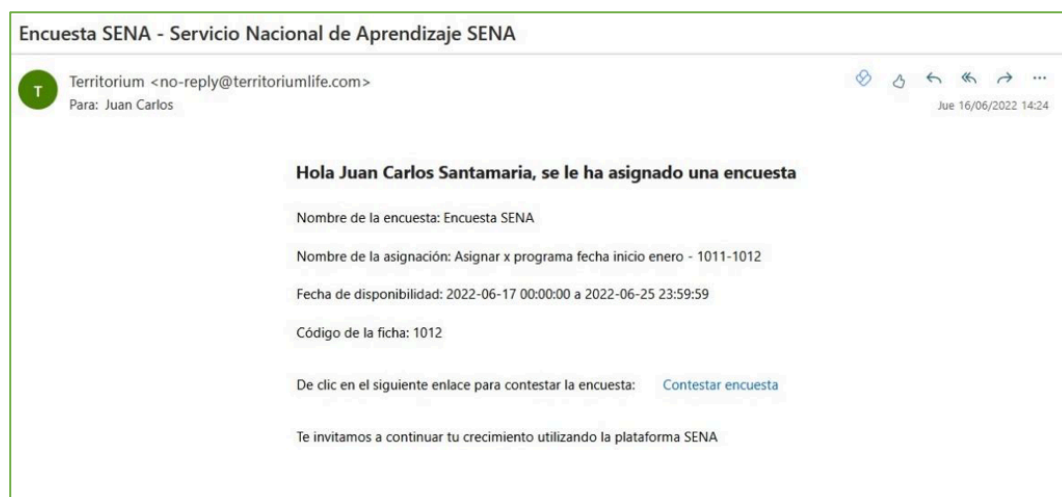 Encuesta SENA - Servicio Nacional de Aprendizaje SENA
T
Territorium <no-reply@territoriumlife.com>
Para: Juan Carlos
Jue 16/06/2022 14:24
Hola Juan Carlos Santamaria, se le ha asignado una encuesta
Nombre de la encuesta: Encuesta SENA
Nombre de la asignación: Asignar x programa fecha inicio enero - 1011-1012
Fecha de disponibilidad: 2022-06-17 00:00:00 a 2022-06-25 23:59:59
Código de la ficha: 1012
De clic en el siguiente enlace para contestar la encuesta: Contestar encuesta
Te invitamos a continuar tu crecimiento utilizando la plataforma SENA